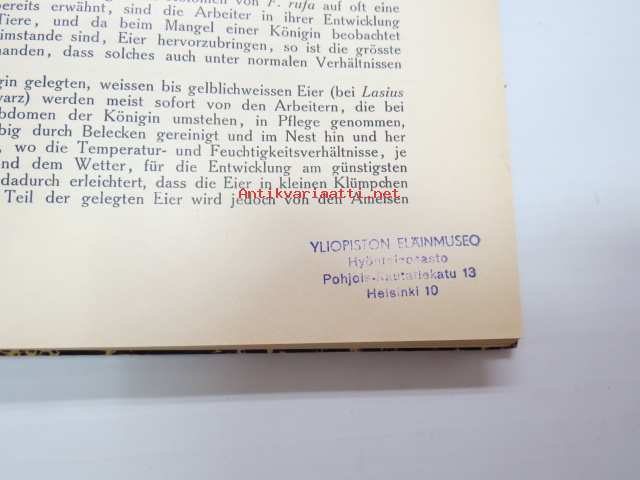 bereits erwähnt, sind die Arbeiter in ihrer Entwicklung
Tiere, und da beim Mangel einer Königin beobachtet
imstande sind, Eier hervorzubringen, so ist die grösste
handen, dass solches auch unter normalen Verhältnissen
gin gelegten, weissen bis gelblichweissen Eier (bei Lasius
warz) werden meist sofort von den Arbeitern, die bei
bdomen der Königin umstehen, in Pflege genommen,
big durch Belecken gereinigt und im Nest hin und her
, wo die Temperatur- und Feuchtigkeitsverhältnisse, je
und dem Wetter, für die Entwicklung am günstigsten
dadurch erleichtert, dass die Eier in kleinen Klümpchen
Teil der gelegten Eier wird jedoch von den Ameisen
Antikvariaatti.net
YLIOPISTON ELÄINMUSEO
Hyönteisosasto
Pohjois-Rautatiekatu 13
Helsinki 10